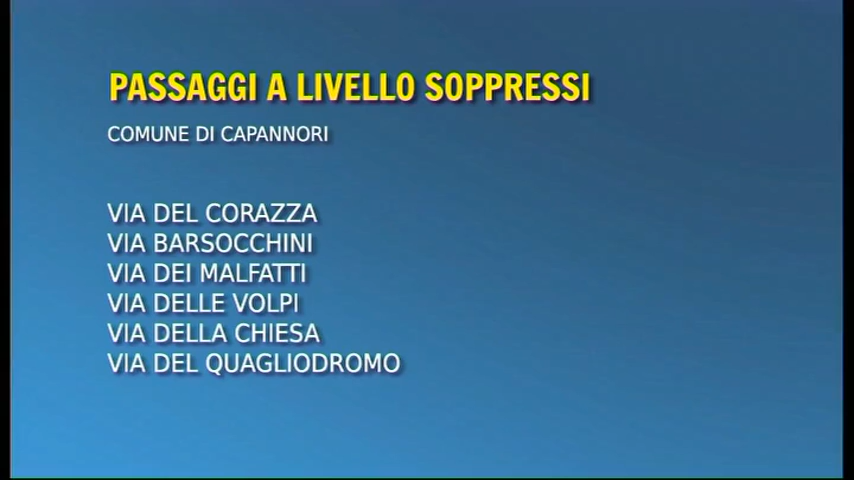 PASSAGGI A LIVELLO SOPPRESSI
COMUNE DI CAPANNORI
VIA DEL CORAZZA
VIA BARSOCCHINI
VIA DEI MALFATTI
VIA DELLE VOLPI
VIA DELLA CHIESA
VIA DEL QUAGLIODROMO